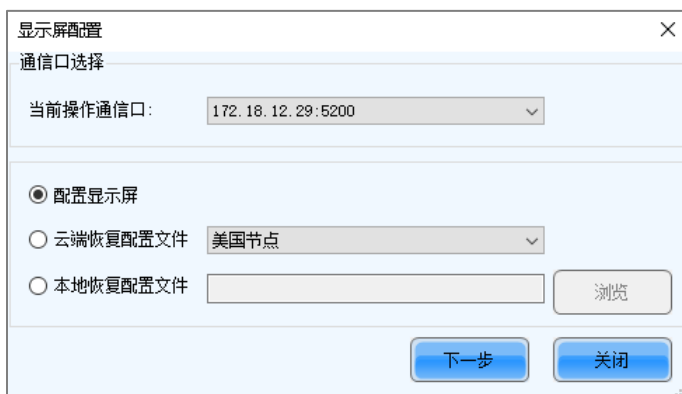 显示屏配置
通信口选择
当前操作通信口: 172.18.12.29:5200
配置显示屏
云端恢复配置文件 美国节点
本地恢复配置文件 浏览
下一步 关闭